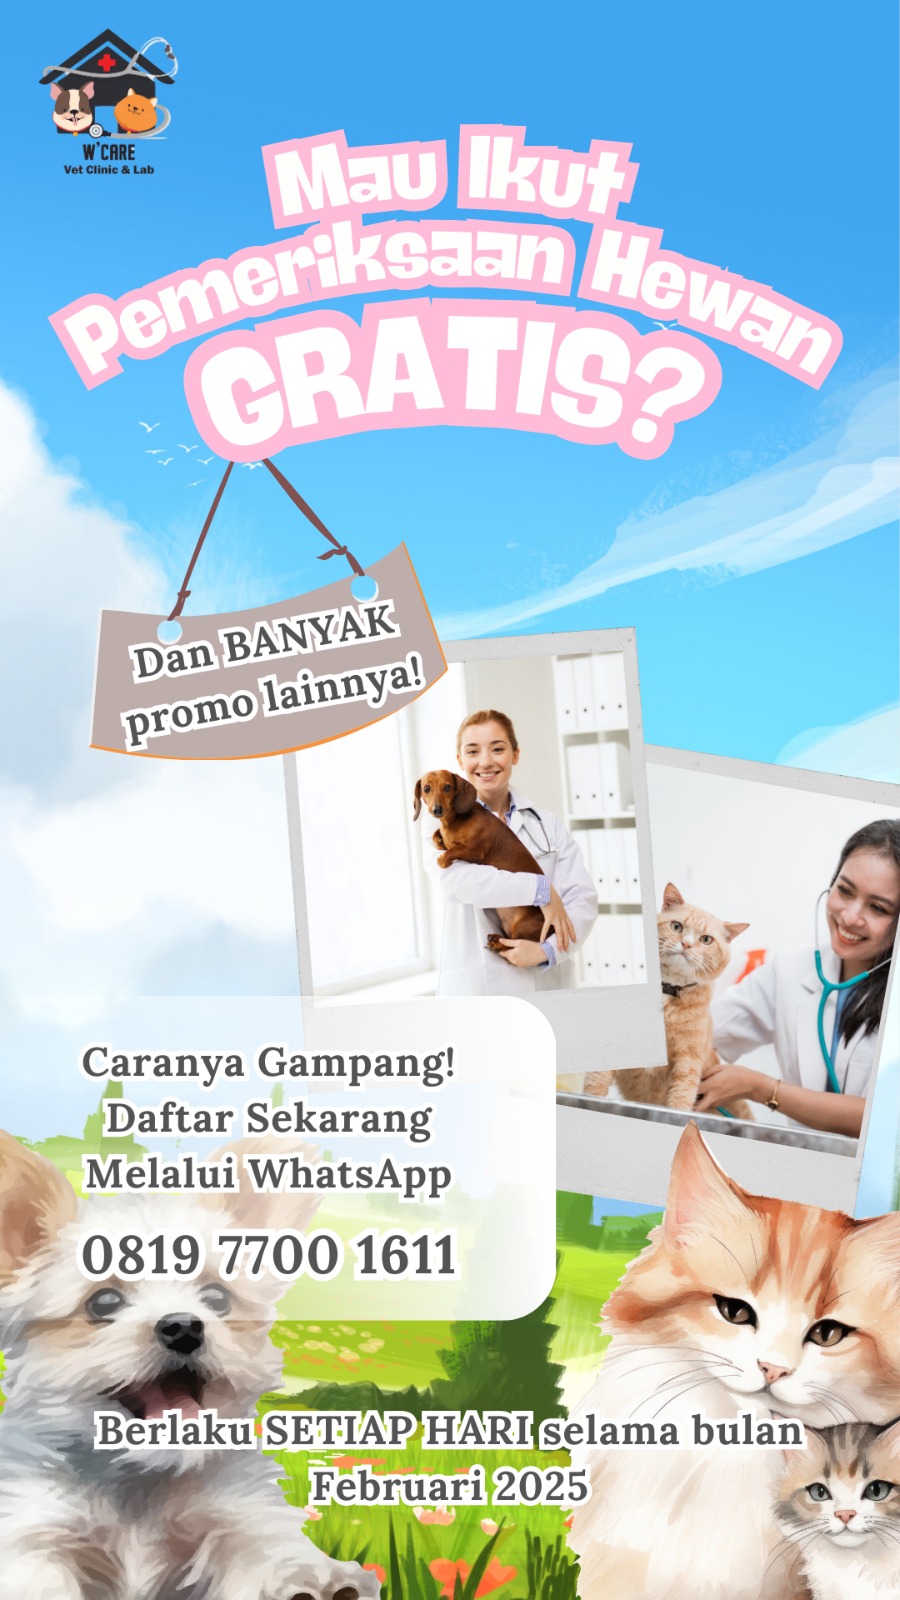 W'CARE
Vet Clinic & Lab
Mau Ikut
Pemeriksaan Hewan
GRATIS?
Dan BANYAK
promo lainnya!
Caranya Gampang!
Daftar Sekarang
Melalui WhatsApp
0819 7700 1611
Berlaku SETIAP HARI selama bulan
Februari 2025